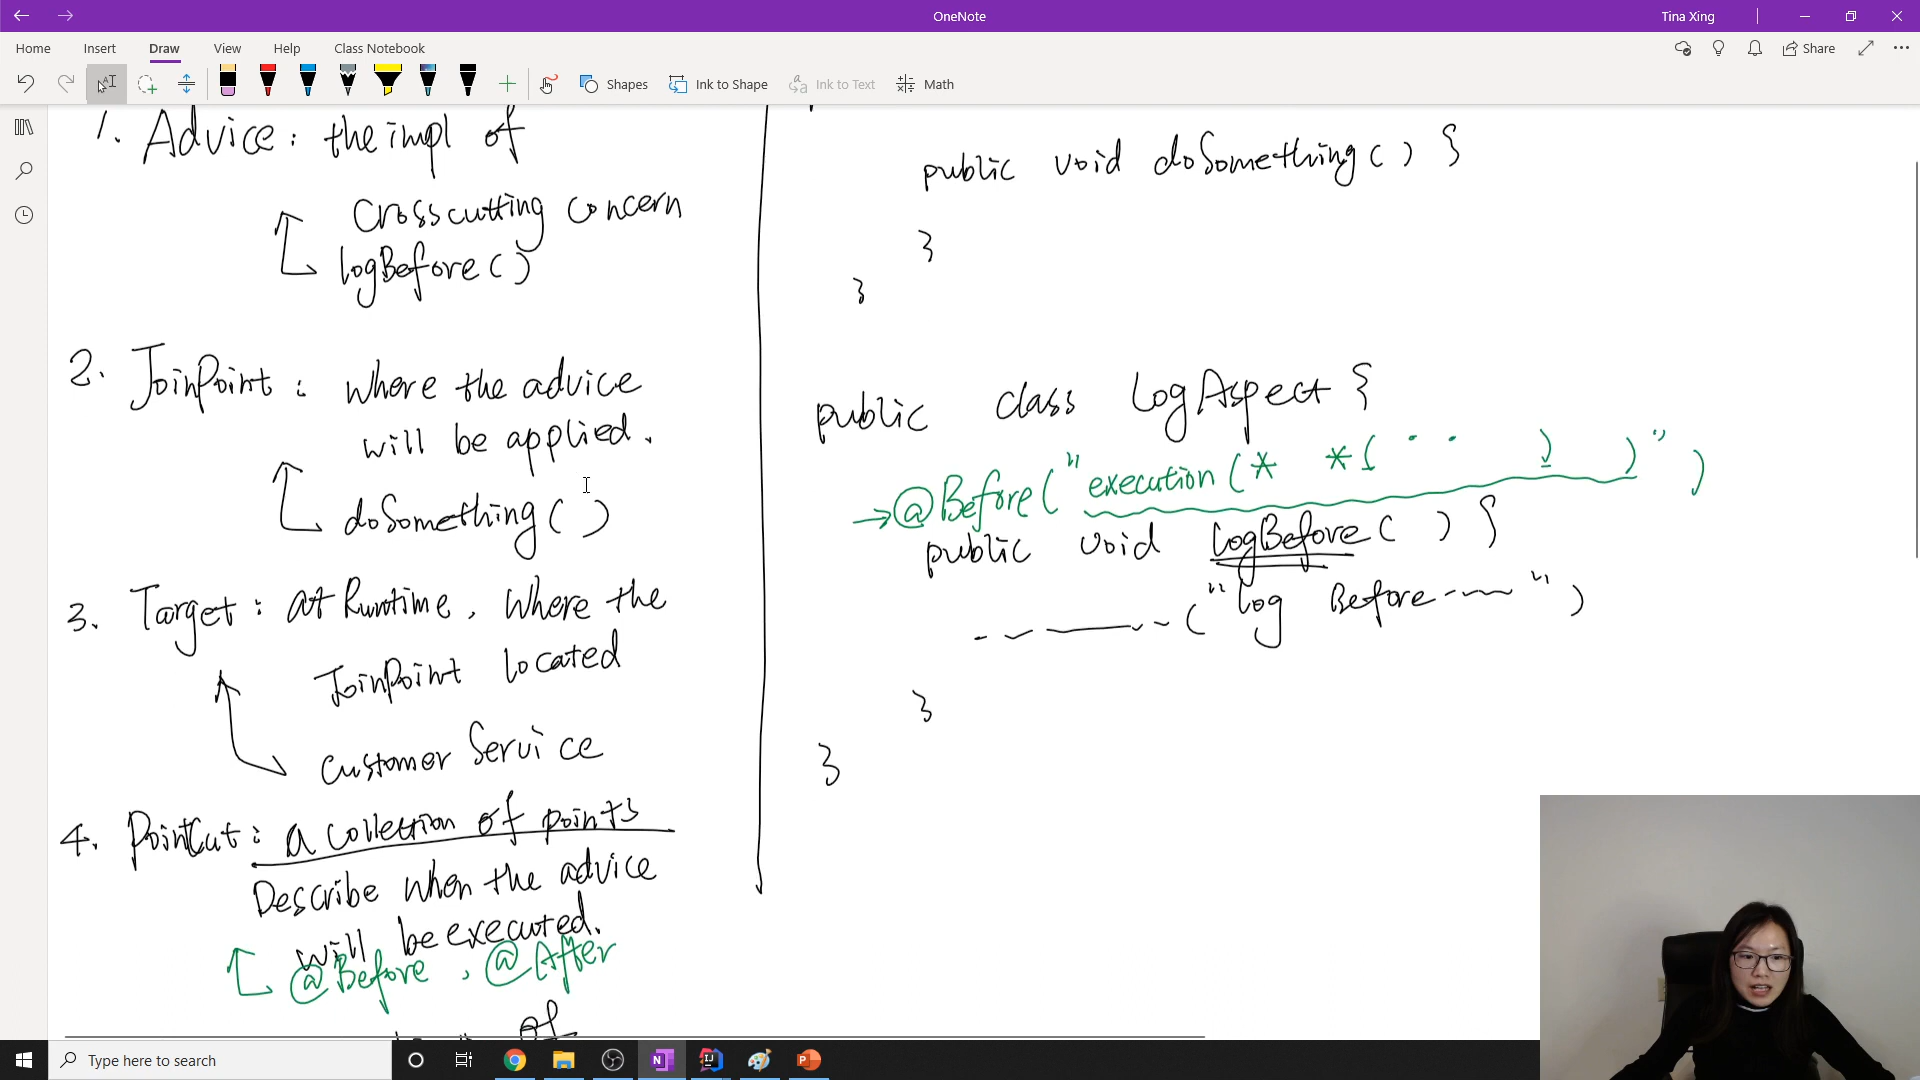 OneNote
Tina Xing
Home Insert Draw View Help Class Notebook
Share
Shapes Ink to Shape Ink to Text Math
1. Advice: the impl of
Crosscutting concern
logBefore()
2. JoinPoint: where the advice
will be applied.
doSomething()
3. Target: at Runtime, where the
JoinPoint located
Customer Service
4. PointCut: a collection of points
Describe when the advice
will be executed.
@Before, @After
of
public void doSomething() {
}
}
public class LogAspect {
@Before("execution(* *(..))")
public void logBefore() {
("log Before----")
}
}
Type here to search